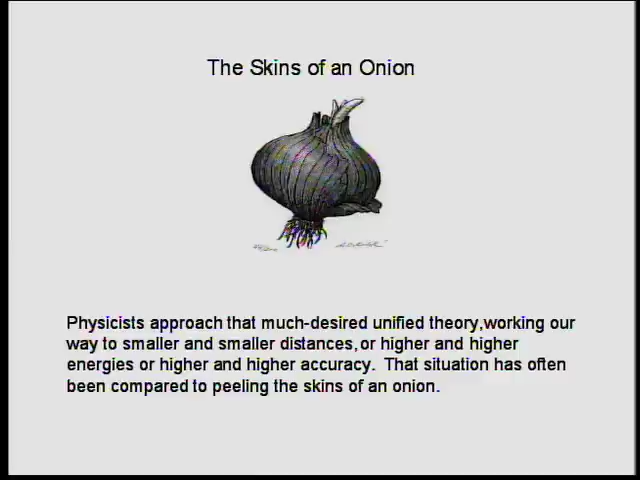 The Skins of an Onion
Physicists approach that much-desired unified theory,working our
way to smaller and smaller distances,or higher and higher
energies or higher and higher accuracy.  That situation has often
been compared to peeling the skins of an onion.